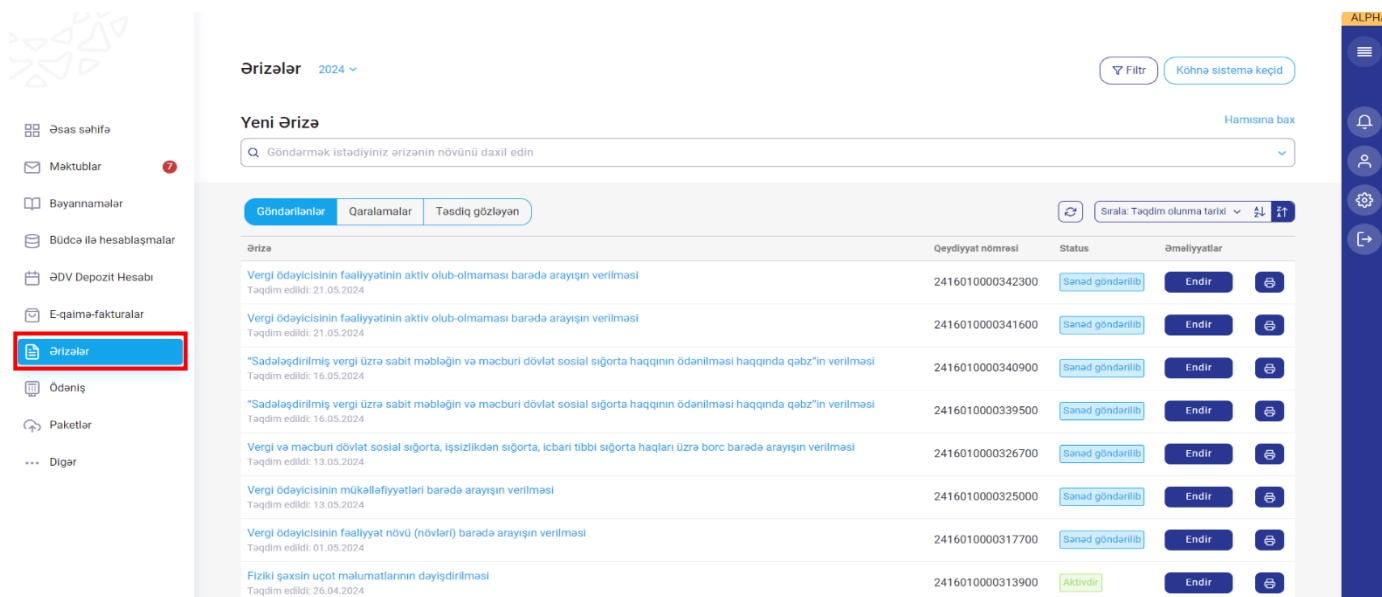 ALPHA
Ərizələr 2024
Filtr
Köhnə sistemə keçid
Yeni Ərizə
Hamısına bax
Göndərmək istədiyiniz ərizənin növünü daxil edin
Əsas səhifə
Məktublar 7
Bəyannamələr
Büdcə ilə hesablaşmalar
ƏDV Depozit Hesabı
E-qaimə-fakturalar
Ərizələr
Ödəniş
Paketlər
Digər
Göndərilənlər Qaralamalar Təsdiq gözləyən
Sırala: Təqdim olunma tarixi
Ərizə Qeydiyyat nömrəsi Status Əməliyyatlar
Vergi ödəyicisinin fəaliyyətinin aktiv olub-olmaması barədə arayışın verilməsi
Təqdim edildi: 21.05.2024
2416010000342300 Sənəd göndərilib Endir
Vergi ödəyicisinin fəaliyyətinin aktiv olub-olmaması barədə arayışın verilməsi
Təqdim edildi: 21.05.2024
2416010000341600 Sənəd göndərilib Endir
"Sadələşdirilmiş vergi üzrə sabit məbləğin və məcburi dövlət sosial sığorta haqqının ödənilməsi haqqında qəbz"in verilməsi
Təqdim edildi: 16.05.2024
2416010000340900 Sənəd göndərilib Endir
"Sadələşdirilmiş vergi üzrə sabit məbləğin və məcburi dövlət sosial sığorta haqqının ödənilməsi haqqında qəbz"in verilməsi
Təqdim edildi: 16.05.2024
2416010000339500 Sənəd göndərilib Endir
Vergi və məcburi dövlət sosial sığorta, işsizlikdən sığorta, icbari tibbi sığorta haqları üzrə borc barədə arayışın verilməsi
Təqdim edildi: 13.05.2024
2416010000326700 Sənəd göndərilib Endir
Vergi ödəyicisinin mükəlləfiyyətləri barədə arayışın verilməsi
Təqdim edildi: 13.05.2024
2416010000325000 Sənəd göndərilib Endir
Vergi ödəyicisinin fəaliyyət növü (növləri) barədə arayışın verilməsi
Təqdim edildi: 01.05.2024
2416010000317700 Sənəd göndərilib Endir
Fiziki şəxsin uçot məlumatlarının dəyişdirilməsi
Təqdim edildi: 26.04.2024
2416010000313900 Aktivdir Endir